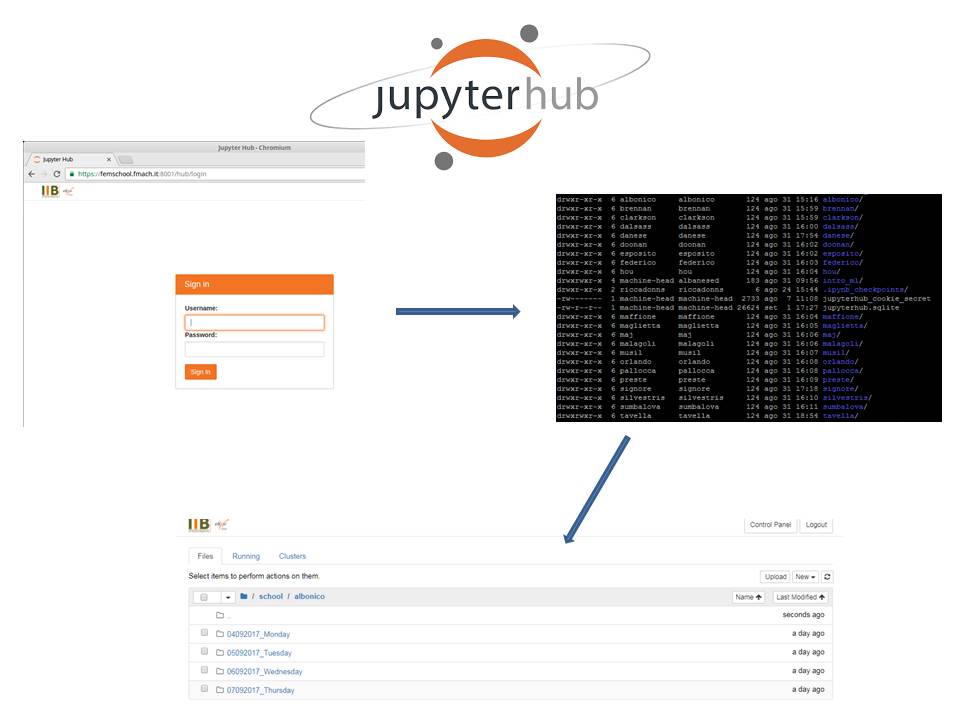 jupyterhub
Jupyter Hub - Chromium
Jupyter Hub
https://femschool.fmach.it:8001/hub/login
IIB
Sign in
Username:
Password:
Sign In
drwxr-xr-x 6 albonico albonico 124 ago 31 15:16 albonico/
drwxr-xr-x 6 brennan brennan 124 ago 31 15:59 brennan/
drwxr-xr-x 6 clarkson clarkson 124 ago 31 15:59 clarkson/
drwxr-xr-x 6 dalsass dalsass 124 ago 31 16:00 dalsass/
drwxr-xr-x 6 danese danese 124 ago 31 17:54 danese/
drwxr-xr-x 6 doonan doonan 124 ago 31 16:02 doonan/
drwxr-xr-x 6 esposito esposito 124 ago 31 16:02 esposito/
drwxr-xr-x 6 federico federico 124 ago 31 16:03 federico/
drwxr-xr-x 6 hou hou 124 ago 31 16:04 hou/
drwxrwxr-x 4 machine-head albanesed 183 ago 31 09:56 intro_ml/
drwxr-xr-x 2 riccadonns riccadonns 6 ago 24 15:44 .ipynb_checkpoints/
-rw------- 1 machine-head machine-head 2733 ago 7 11:08 jupyterhub_cookie_secret
-rw-r--r-- 1 machine-head machine-head 26624 set 1 17:27 jupyterhub.sqlite
drwxr-xr-x 6 maffione maffione 124 ago 31 16:04 maffione/
drwxr-xr-x 6 maglietta maglietta 124 ago 31 16:05 maglietta/
drwxr-xr-x 6 maj maj 124 ago 31 16:06 maj/
drwxr-xr-x 6 malagoli malagoli 124 ago 31 16:06 malagoli/
drwxr-xr-x 6 musil musil 124 ago 31 16:07 musil/
drwxr-xr-x 6 orlando orlando 124 ago 31 16:08 orlando/
drwxr-xr-x 6 pallocca pallocca 124 ago 31 16:08 pallocca/
drwxr-xr-x 6 preste preste 124 ago 31 16:09 preste/
drwxr-xr-x 6 signore signore 124 ago 31 17:18 signore/
drwxr-xr-x 6 silvestris silvestris 124 ago 31 16:10 silvestris/
drwxr-xr-x 6 sumbalova sumbalova 124 ago 31 16:11 sumbalova/
drwxr-xr-x 6 tavella tavella 124 ago 31 18:54 tavella/
IIB
Control Panel Logout
Files Running Clusters
Select items to perform actions on them.
Upload New
/ school / albonico
Name Last Modified
.. seconds ago
04092017_Monday a day ago
05092017_Tuesday a day ago
06092017_Wednesday a day ago
07092017_Thursday a day ago